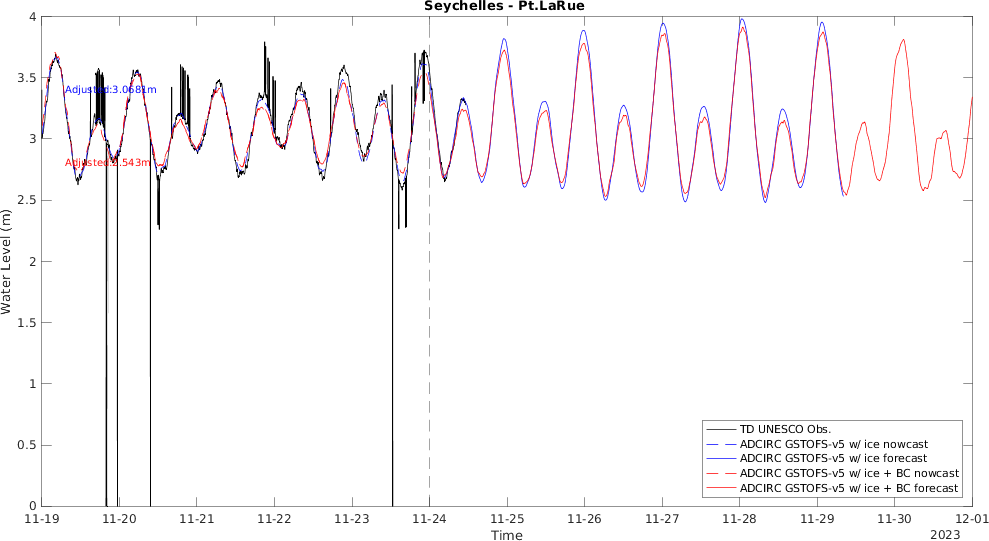 Seychelles - Pt.LaRue
4
3.5
3
2.5
2
1.5
1
0.5
0
Water Level (m)
Adjusted:3.0681m
Adjusted:2.543m
TD UNESCO Obs.
ADCIRC GSTOFS-v5 w/ ice nowcast
ADCIRC GSTOFS-v5 w/ ice forecast
ADCIRC GSTOFS-v5 w/ ice + BC nowcast
ADCIRC GSTOFS-v5 w/ ice + BC forecast
11-19 11-20 11-21 11-22 11-23 11-24 11-25 11-26 11-27 11-28 11-29 11-30 12-01
Time
2023